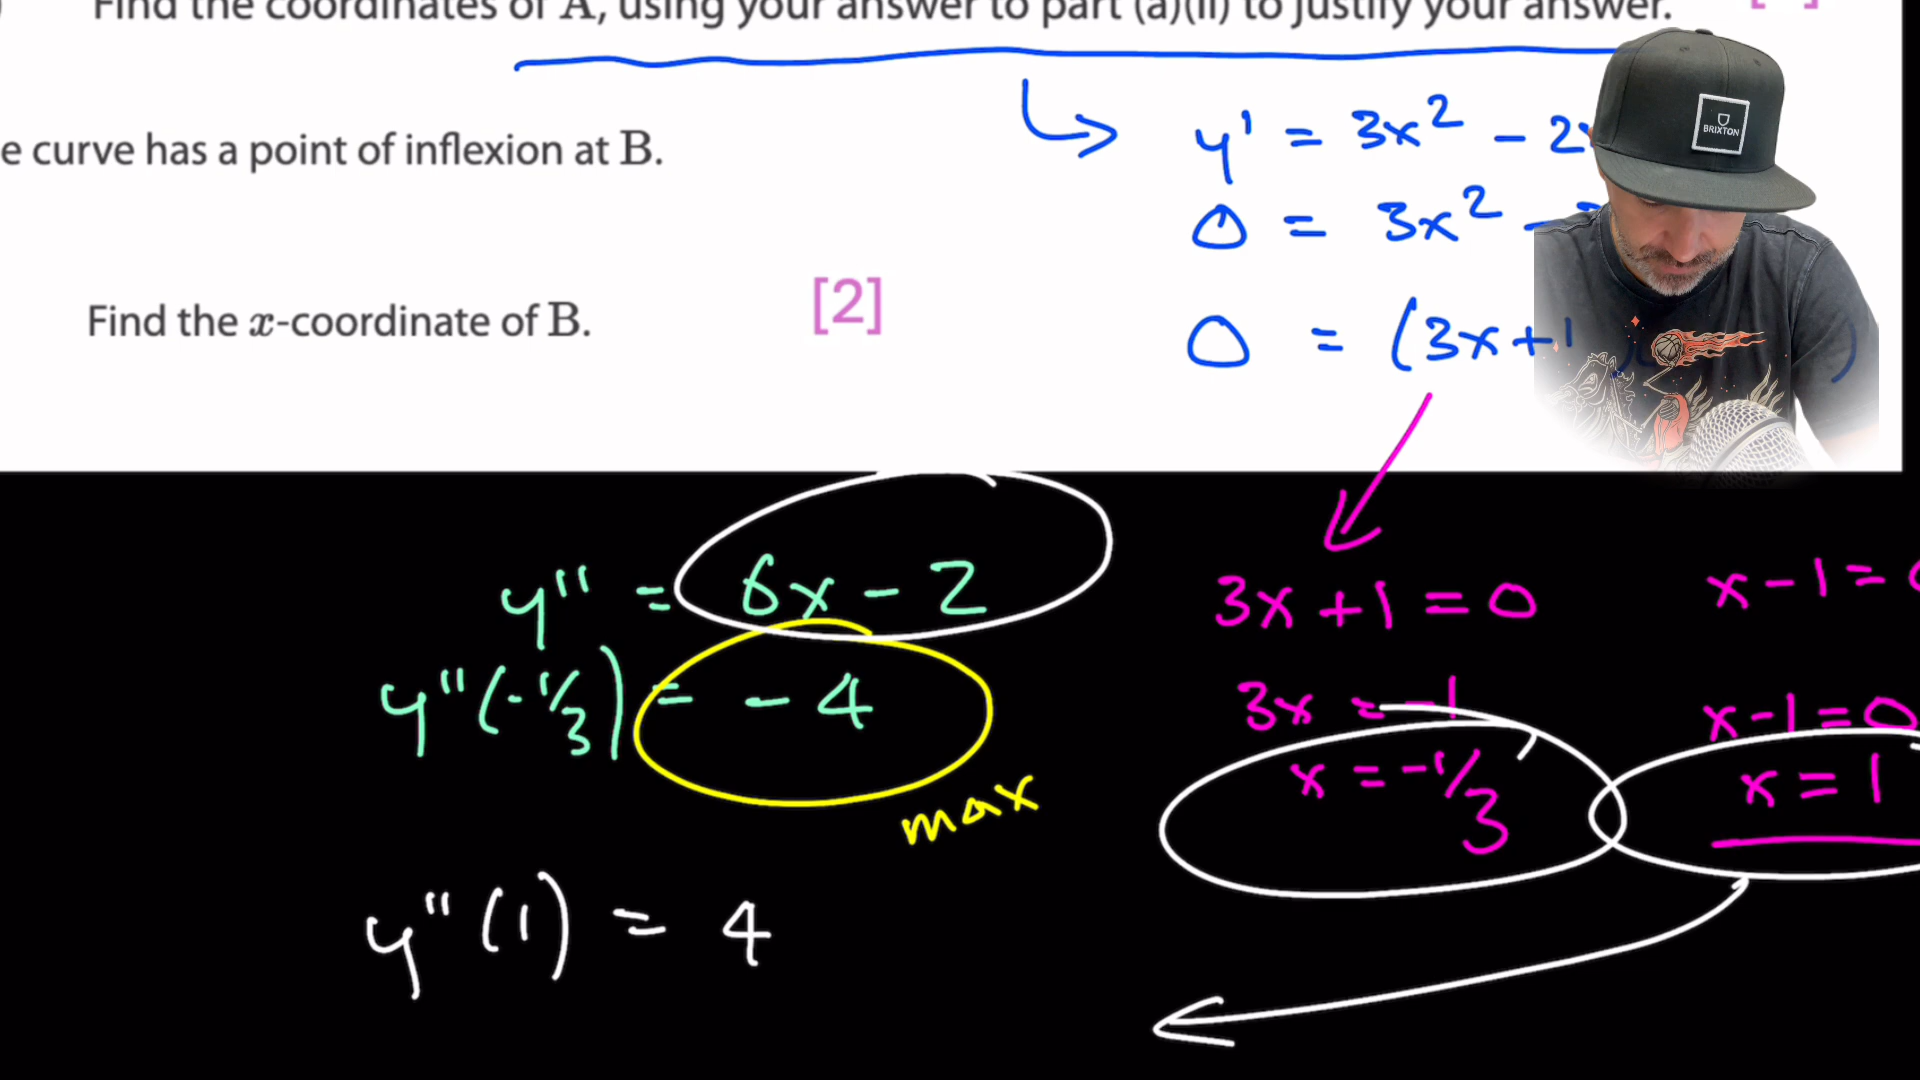 Find the coordinates of A, using your answer to part (a)(ii) to justify your answer.
y' = 3x² - 2
e curve has a point of inflexion at B.
0 = 3x² -
Find the x-coordinate of B. [2]
0 = (3x+1 )
BRIXTON
y'' = 6x - 2
3x + 1 = 0
x - 1 =
y''(-1/3) = -4
3x = -1
x - 1 = 0
max
x = -1/3
x = 1
y''(1) = 4